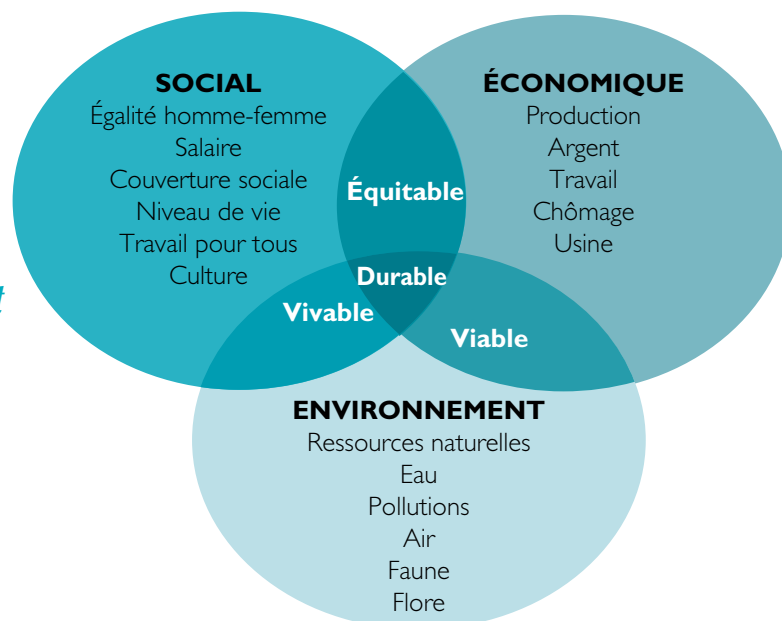 SOCIAL
Égalité homme-femme
Salaire
Couverture sociale
Niveau de vie
Travail pour tous
Culture
ÉCONOMIQUE
Production
Argent
Travail
Chômage
Usine
Équitable
Durable
Vivable
Viable
ENVIRONNEMENT
Ressources naturelles
Eau
Pollutions
Air
Faune
Flore